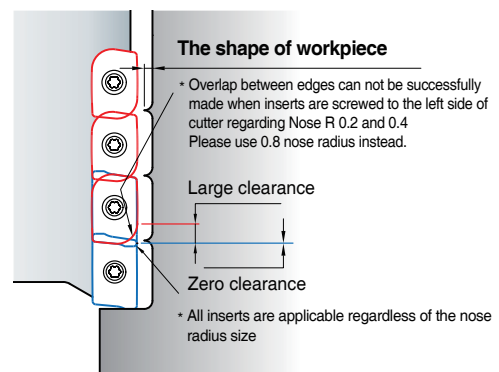 The shape of workpiece
* Overlap between edges can not be successfully
made when inserts are screwed to the left side of
cutter regarding Nose R 0.2 and 0.4
Please use 0.8 nose radius instead.
Large clearance
Zero clearance
* All inserts are applicable regardless of the nose
radius size